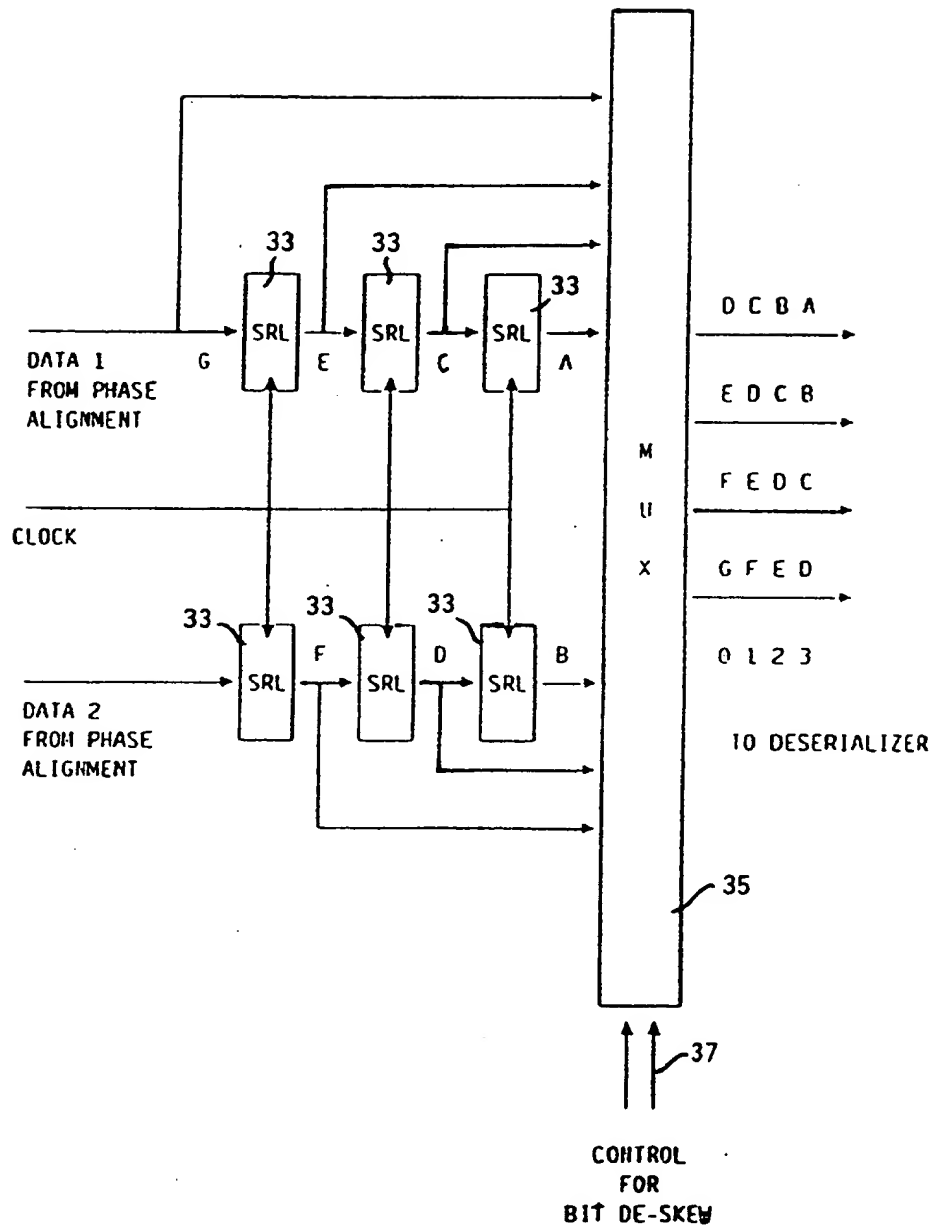 33
33
33
SRL
SRL
SRL
G
E
C
A
DATA 1
FROM PHASE
ALIGNMENT
CLOCK
33
33
33
SRL
SRL
SRL
F
D
B
DATA 2
FROM PHASE
ALIGNMENT
M
U
X
D C B A
E D C B
F E D C
G F E D
0 1 2 3
TO DESERIALIZER
35
37
CONTROL
FOR
BIT DE-SKEW